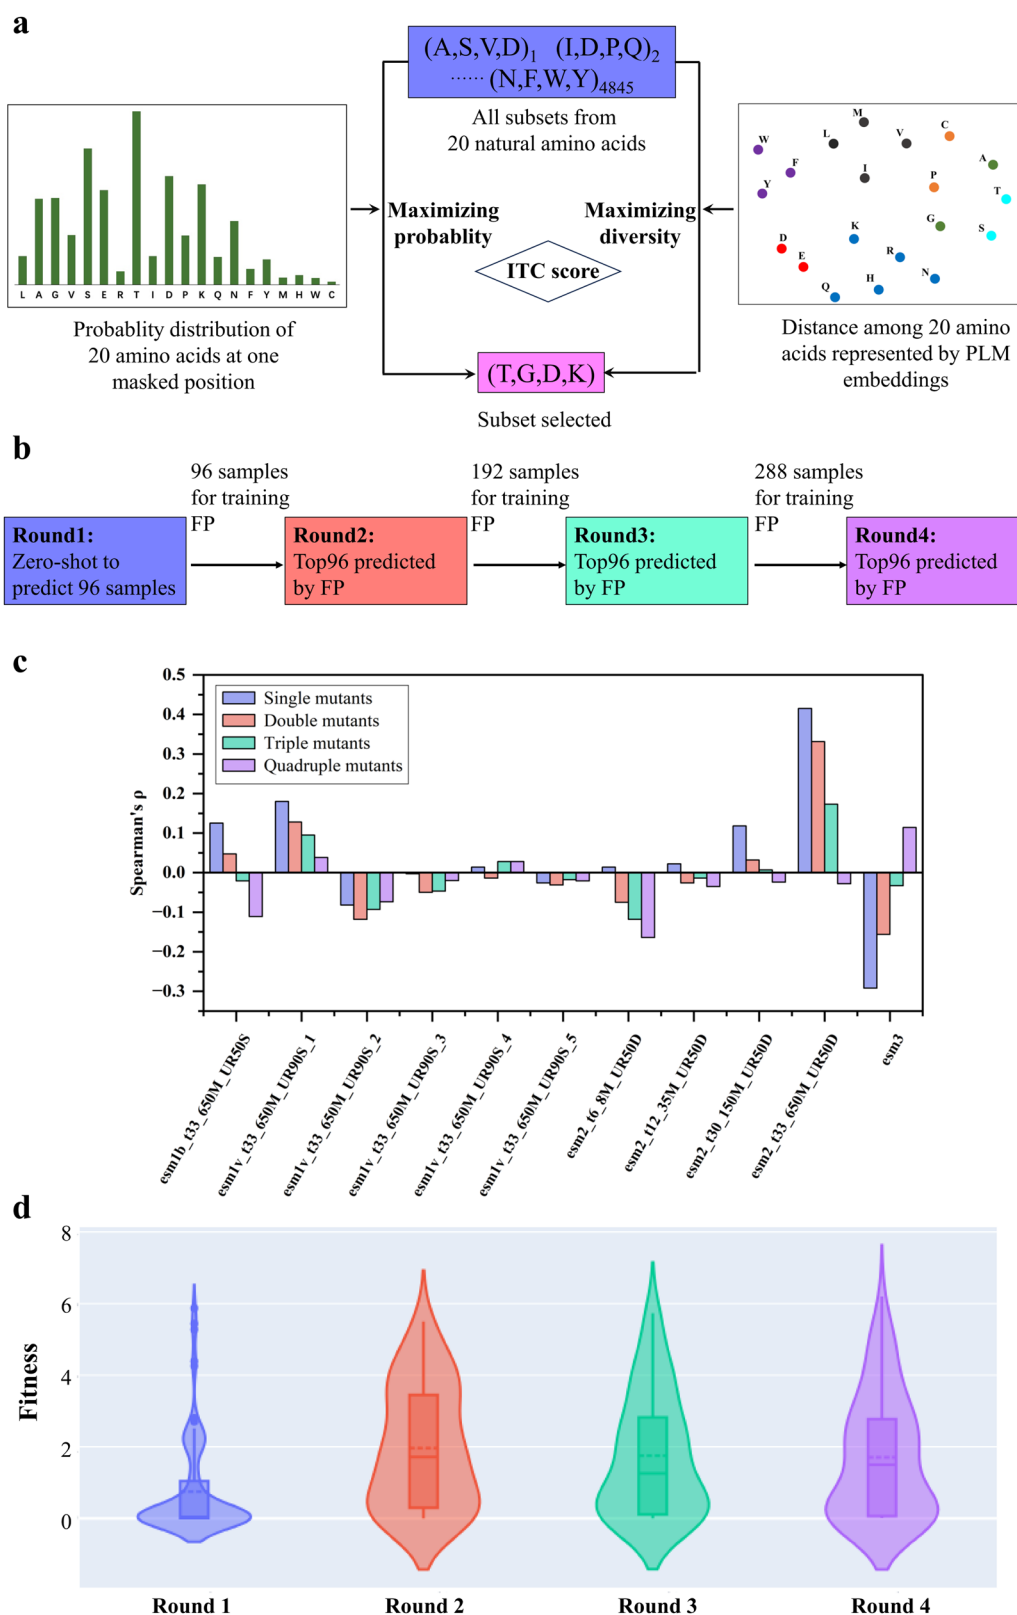 a
(A,S,V,D)1 (I,D,P,Q)2
······ (N,F,W,Y)4845
All subsets from
20 natural amino acids
Maximizing
probablity
Maximizing
diversity
ITC score
(T,G,D,K)
Subset selected
L A G V S E R T I D P K Q N F Y M H W C
Probablity distribution of
20 amino acids at one
masked position
M
C
W
L
V
F
A
I
P
Y
T
G
S
D
K
E
R
H
N
Q
Distance among 20 amino
acids represented by PLM
embeddings
b
96 samples
for training
FP
192 samples
for training
FP
288 samples
for training
FP
Round1:
Zero-shot to
predict 96 samples
Round2:
Top96 predicted
by FP
Round3:
Top96 predicted
by FP
Round4:
Top96 predicted
by FP
c
Spearman's ρ
0.5
0.4
0.3
0.2
0.1
0.0
−0.1
−0.2
−0.3
Single mutants
Double mutants
Triple mutants
Quadruple mutants
esm1b_t33_650M_UR50S
esm1v_t33_650M_UR90S_1
esm1v_t33_650M_UR90S_2
esm1v_t33_650M_UR90S_3
esm1v_t33_650M_UR90S_4
esm1v_t33_650M_UR90S_5
esm2_t6_8M_UR50D
esm2_t12_35M_UR50D
esm2_t30_150M_UR50D
esm2_t33_650M_UR50D
esm3
d
Fitness
8
6
4
2
0
Round 1
Round 2
Round 3
Round 4